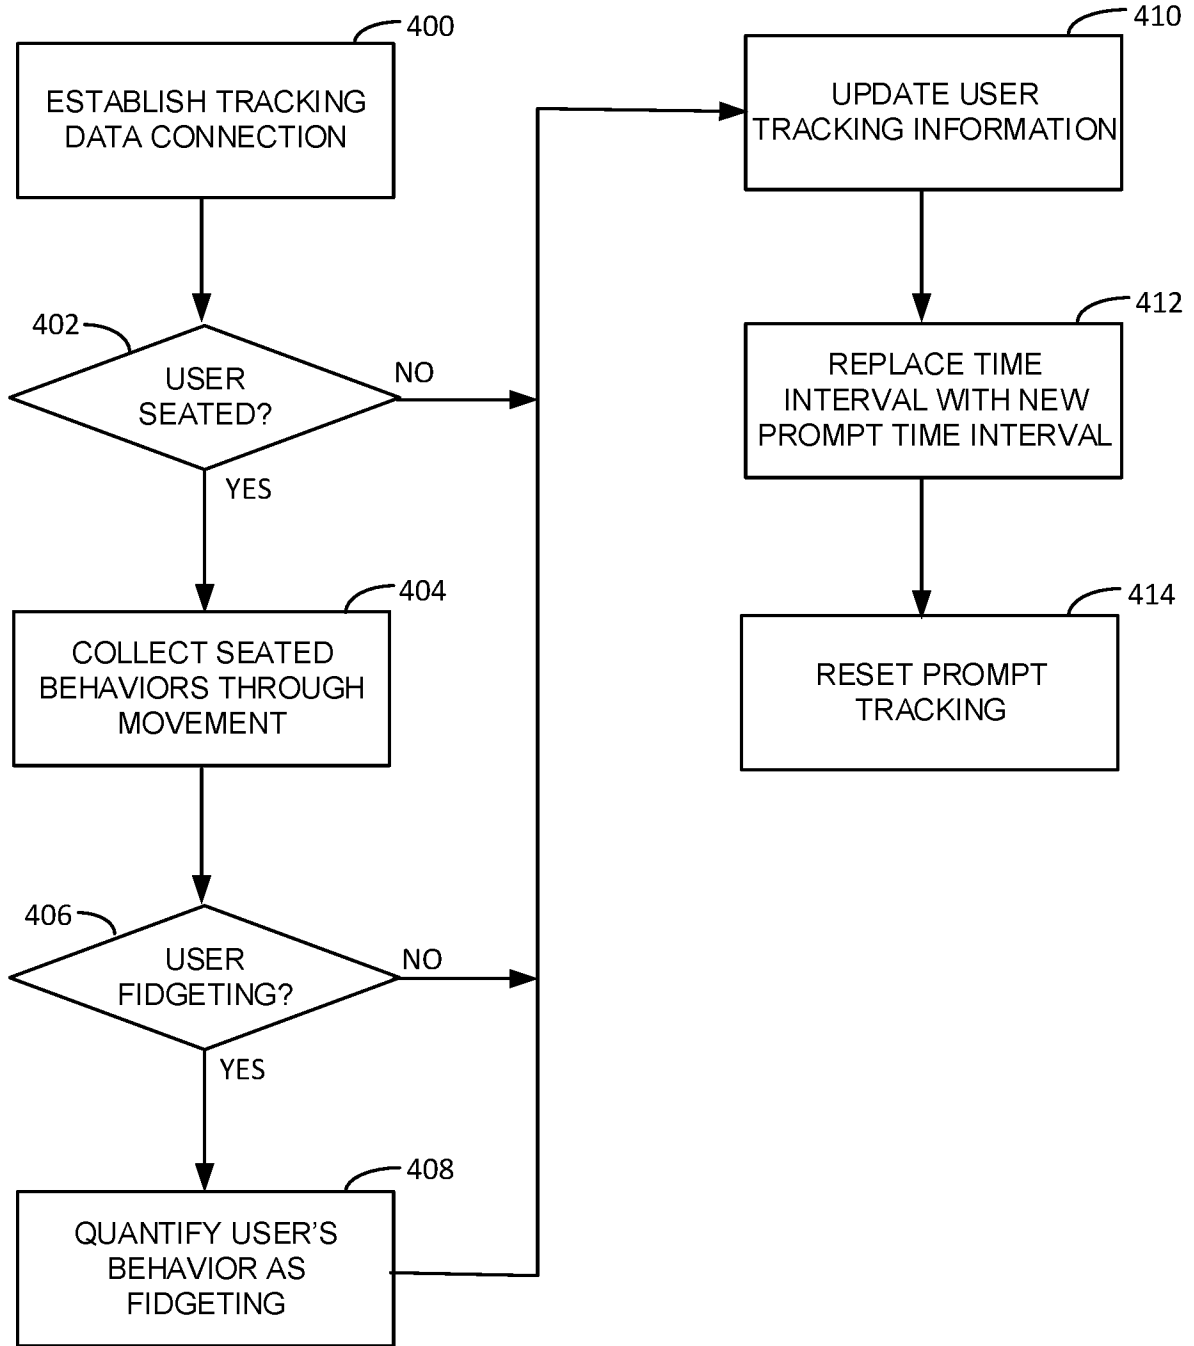 400
ESTABLISH TRACKING
DATA CONNECTION
402
USER
SEATED?
NO
YES
404
COLLECT SEATED
BEHAVIORS THROUGH
MOVEMENT
406
USER
FIDGETING?
NO
YES
408
QUANTIFY USER'S
BEHAVIOR AS
FIDGETING
410
UPDATE USER
TRACKING INFORMATION
412
REPLACE TIME
INTERVAL WITH NEW
PROMPT TIME INTERVAL
414
RESET PROMPT
TRACKING